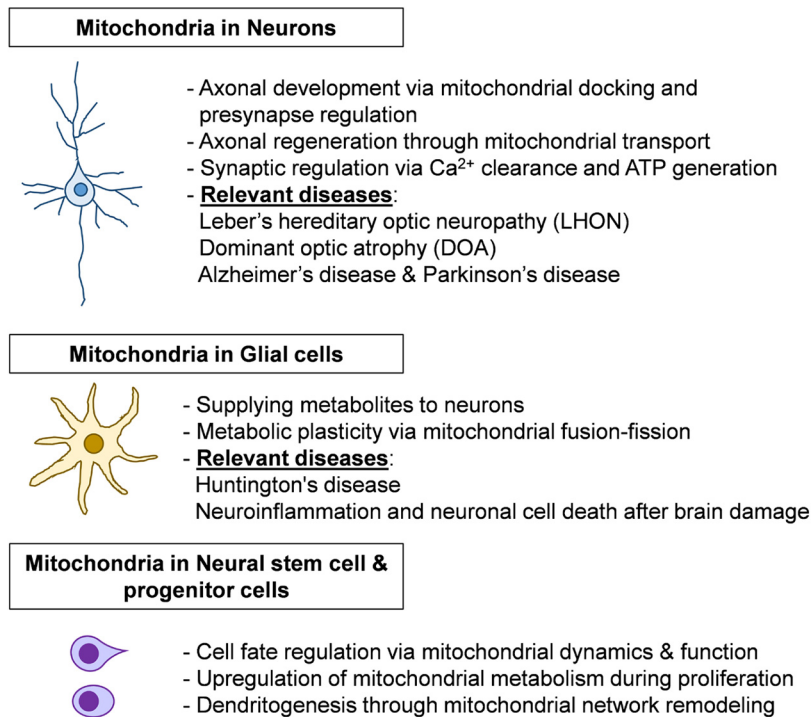 Mitochondria in Neurons
- Axonal development via mitochondrial docking and
presynapse regulation
- Axonal regeneration through mitochondrial transport
- Synaptic regulation via Ca²⁺ clearance and ATP generation
- Relevant diseases:
Leber's hereditary optic neuropathy (LHON)
Dominant optic atrophy (DOA)
Alzheimer's disease & Parkinson's disease
Mitochondria in Glial cells
- Supplying metabolites to neurons
- Metabolic plasticity via mitochondrial fusion-fission
- Relevant diseases:
Huntington's disease
Neuroinflammation and neuronal cell death after brain damage
Mitochondria in Neural stem cell &
progenitor cells
- Cell fate regulation via mitochondrial dynamics & function
- Upregulation of mitochondrial metabolism during proliferation
- Dendritogenesis through mitochondrial network remodeling